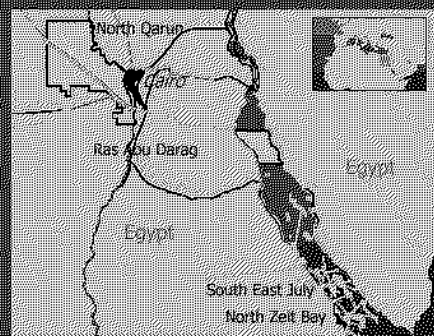 North Qarun
Cairo
Ras Abu Darag
Egypt
Egypt
South East July
North Zeit Bay